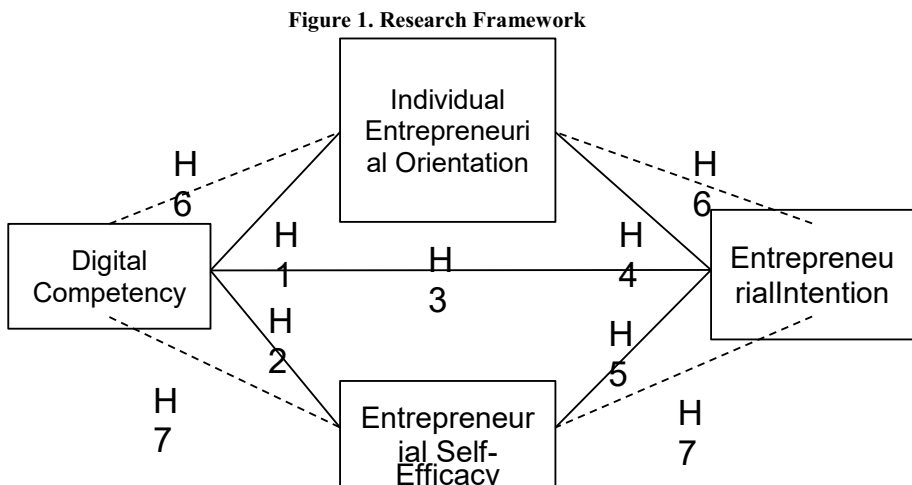 Figure 1. Research Framework
Individual
Entrepreneuri
al Orientation
H
6
H
6
Digital
Competency
H
1
H
3
H
4
Entrepreneu
rialIntention
H
2
H
5
H
7
Entrepreneur
ial Self-
Efficacy
H
7